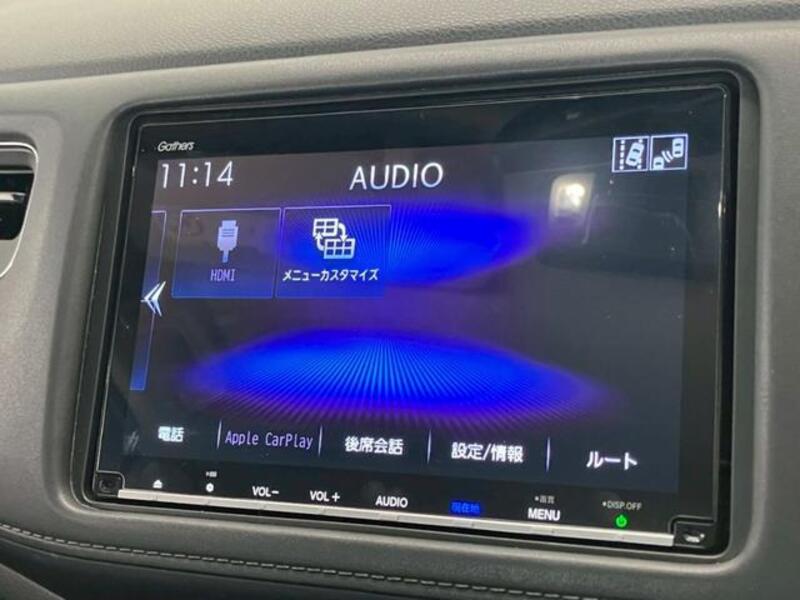 Gathers
11:14
AUDIO
HDMI
メニューカスタマイズ
電話
Apple CarPlay
後席会話
設定/情報
ルート
VOL−
VOL+
AUDIO
現在地
画質
MENU
DISP.OFF